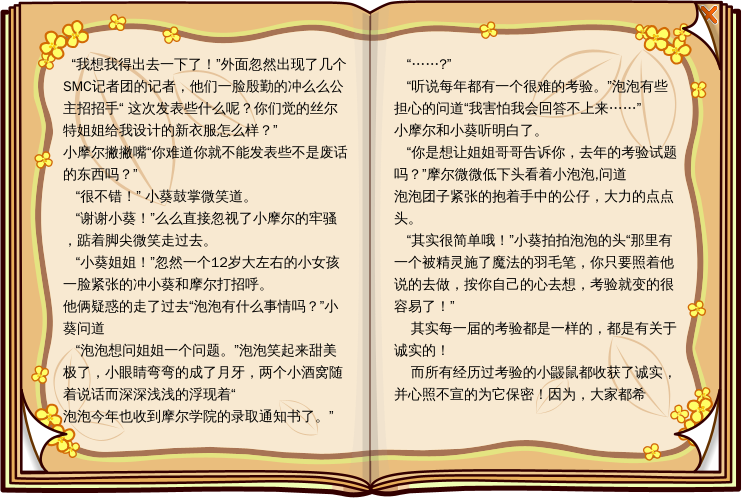 “我想我得出去一下了！”外面忽然出现了几个
SMC记者团的记者，他们一脸殷勤的冲么么公
主招招手“ 这次发表些什么呢？你们觉的丝尔
特姐姐给我设计的新衣服怎么样？”
小摩尔撇撇嘴“你难道你就不能发表些不是废话
的东西吗？”
“很不错！” 小葵鼓掌微笑道。
“谢谢小葵！”么么直接忽视了小摩尔的牢骚
，踮着脚尖微笑走过去。
“小葵姐姐！”忽然一个12岁大左右的小女孩
一脸紧张的冲小葵和摩尔打招呼。
他俩疑惑的走了过去“泡泡有什么事情吗？”小
葵问道
“泡泡想问姐姐一个问题。”泡泡笑起来甜美
极了，小眼睛弯弯的成了月牙，两个小酒窝随
着说话而深深浅浅的浮现着“
泡泡今年也收到摩尔学院的录取通知书了。”
“……?”
“听说每年都有一个很难的考验。”泡泡有些
担心的问道“我害怕我会回答不上来……”
小摩尔和小葵听明白了。
“你是想让姐姐哥哥告诉你，去年的考验试题
吗？”摩尔微微低下头看着小泡泡,问道
泡泡团子紧张的抱着手中的公仔，大力的点点
头。
“其实很简单哦！”小葵拍拍泡泡的头“那里有
一个被精灵施了魔法的羽毛笔，你只要照着他
说的去做，按你自己的心去想，考验就变的很
容易了！”
其实每一届的考验都是一样的，都是有关于
诚实的！
而所有经历过考验的小鼹鼠都收获了诚实，
并心照不宣的为它保密！因为，大家都希